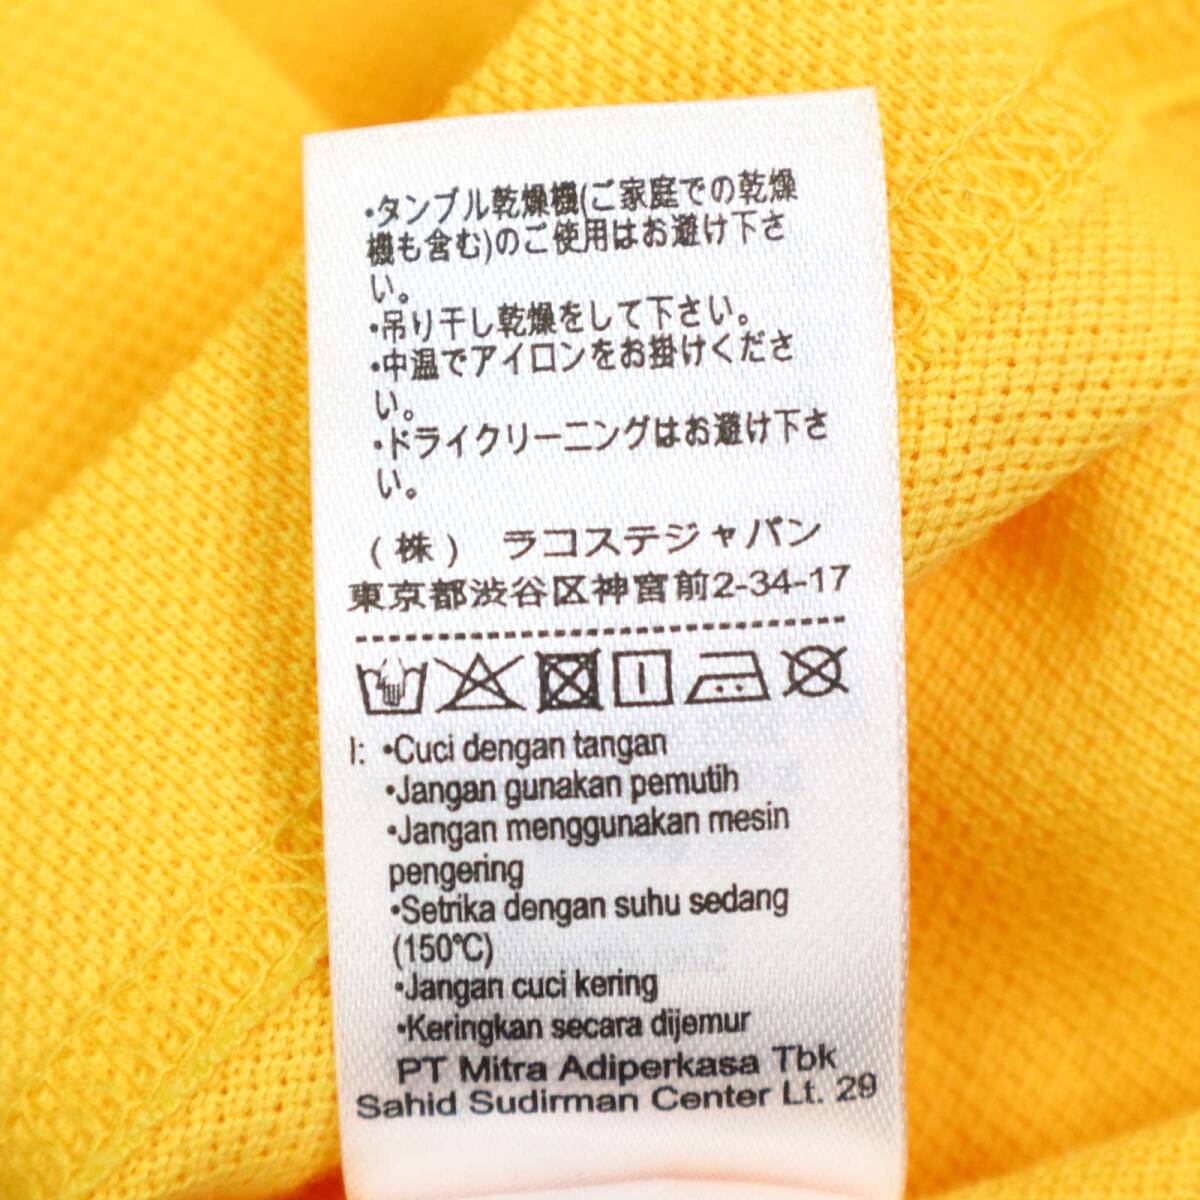 ・タンブル乾燥機(ご家庭での乾燥
機も含む)のご使用はお避け下さ
い。
・吊り干し乾燥をして下さい。
・中温でアイロンをお掛けくださ
い。
・ドライクリーニングはお避け下さ
い。
(株) ラコステジャパン
東京都渋谷区神宮前2-34-17
I: •Cuci dengan tangan
•Jangan gunakan pemutih
•Jangan menggunakan mesin
pengering
•Setrika dengan suhu sedang
(150℃)
•Jangan cuci kering
•Keringkan secara dijemur
PT Mitra Adiperkasa Tbk
Sahid Sudirman Center Lt. 29